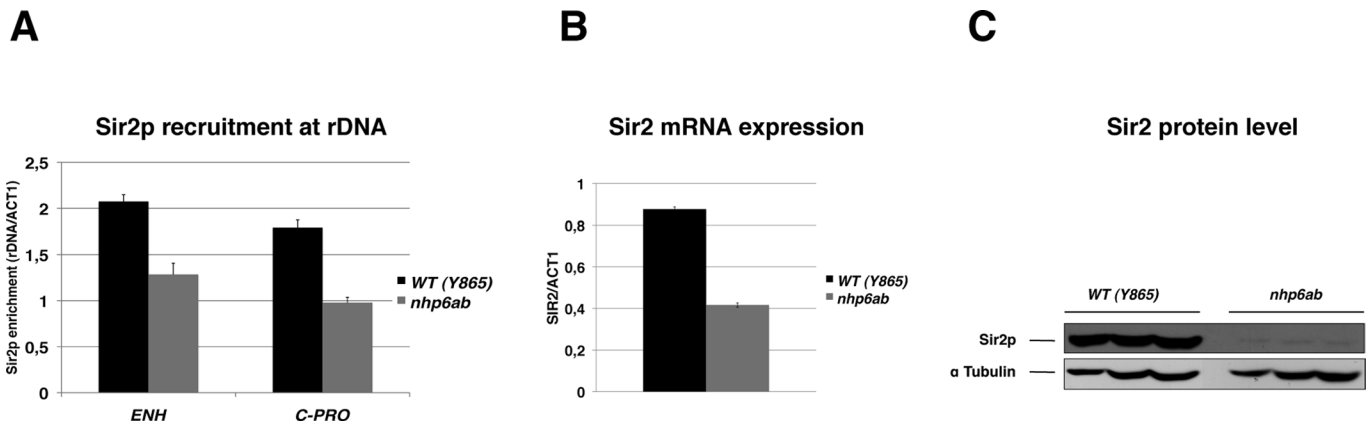 A
B
C
Sir2p recruitment at rDNA
Sir2p enrichment (rDNA/ACT1)
2,5
2
1,5
1
0,5
0
ENH
C-PRO
WT (Y865)
nhp6ab
Sir2 mRNA expression
SIR2/ACT1
1
0,8
0,6
0,4
0,2
0
WT (Y865)
nhp6ab
Sir2 protein level
WT (Y865)
nhp6ab
Sir2p
α Tubulin